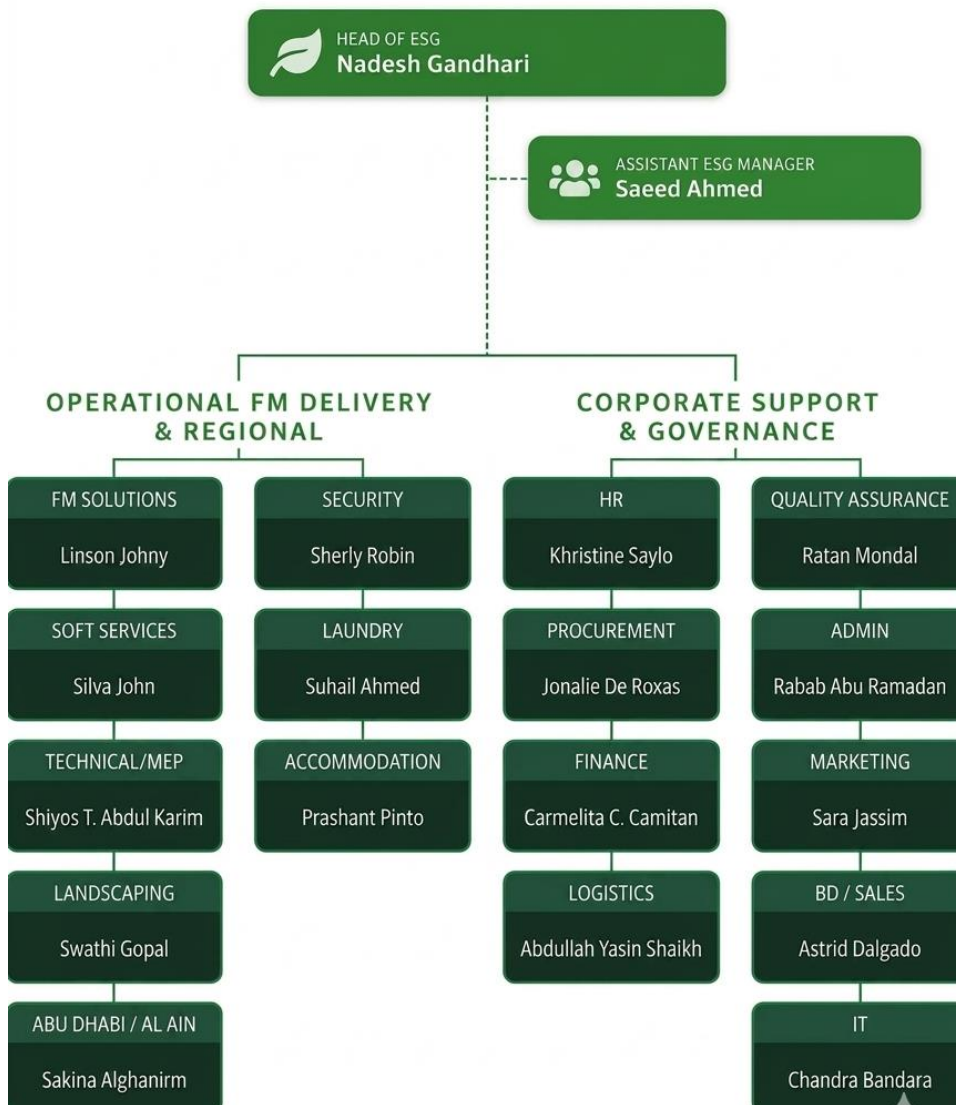 HEAD OF ESG
Nadesh Gandhari
ASSISTANT ESG MANAGER
Saeed Ahmed
OPERATIONAL FM DELIVERY
& REGIONAL
FM SOLUTIONS
Linson Johny
SOFT SERVICES
Silva John
TECHNICAL/MEP
Shiyos T. Abdul Karim
LANDSCAPING
Swathi Gopal
ABU DHABI / AL AIN
Sakina Alghanirm
SECURITY
Sherly Robin
LAUNDRY
Suhail Ahmed
ACCOMMODATION
Prashant Pinto
CORPORATE SUPPORT
& GOVERNANCE
HR
Khristine Saylo
PROCUREMENT
Jonalie De Roxas
FINANCE
Carmelita C. Camitan
LOGISTICS
Abdullah Yasin Shaikh
QUALITY ASSURANCE
Ratan Mondal
ADMIN
Rabab Abu Ramadan
MARKETING
Sara Jassim
BD / SALES
Astrid Dalgado
IT
Chandra Bandara